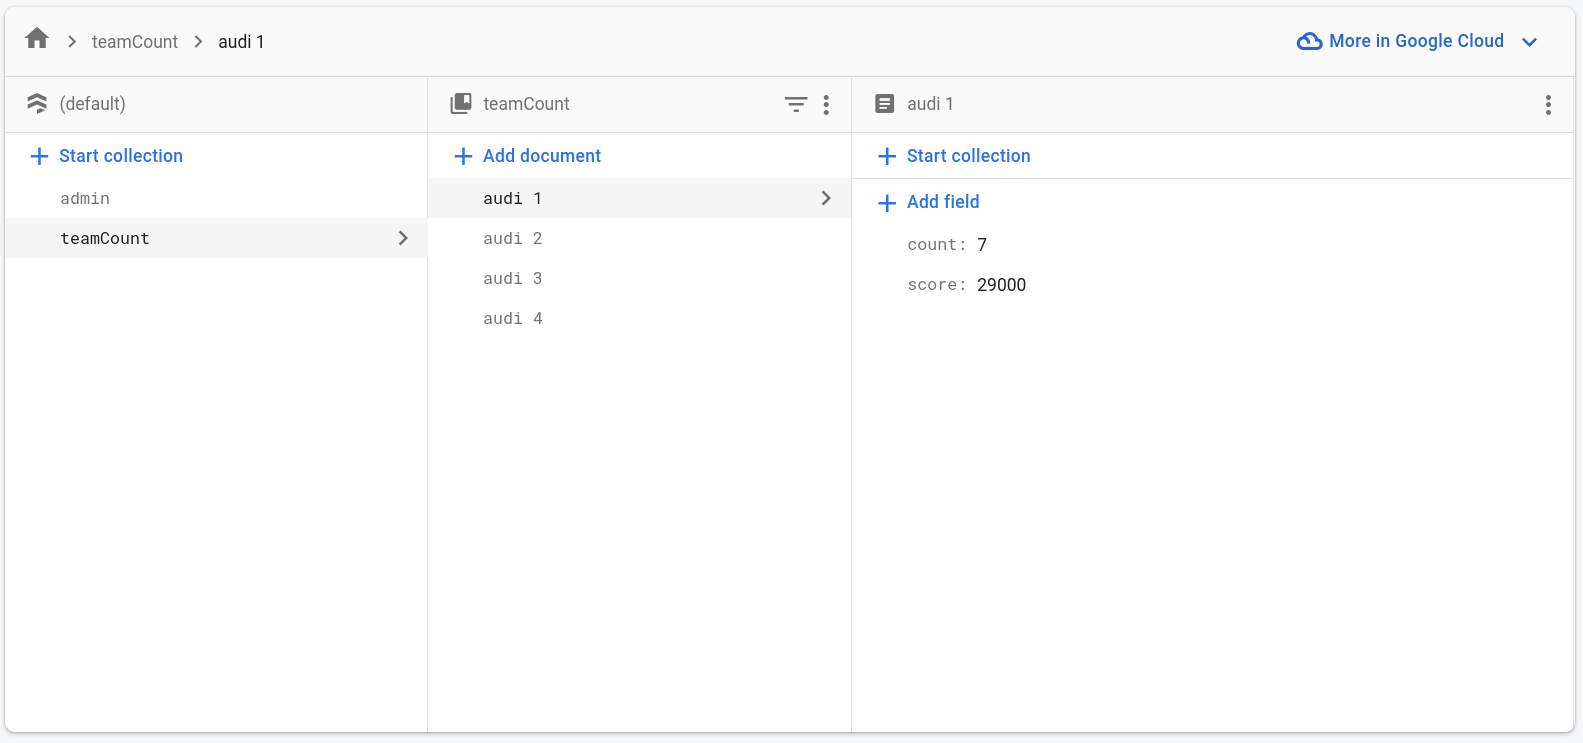 teamCount audi 1
More in Google Cloud
(default)
Start collection
admin
teamCount
teamCount
Add document
audi 1
audi 2
audi 3
audi 4
audi 1
Start collection
Add field
count: 7
score: 29000